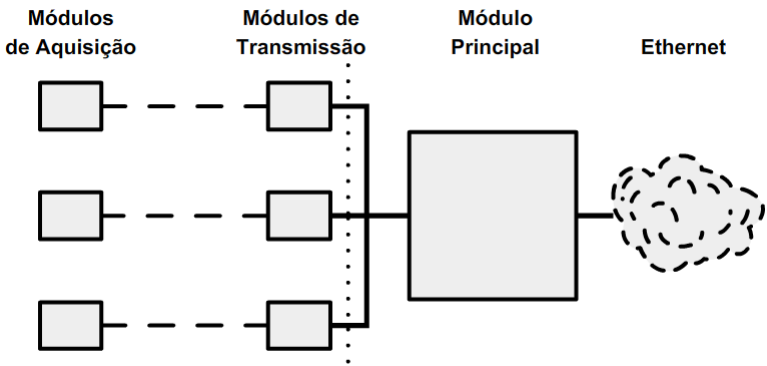 Módulos
de Aquisição
Módulos de
Transmissão
Módulo
Principal
Ethernet